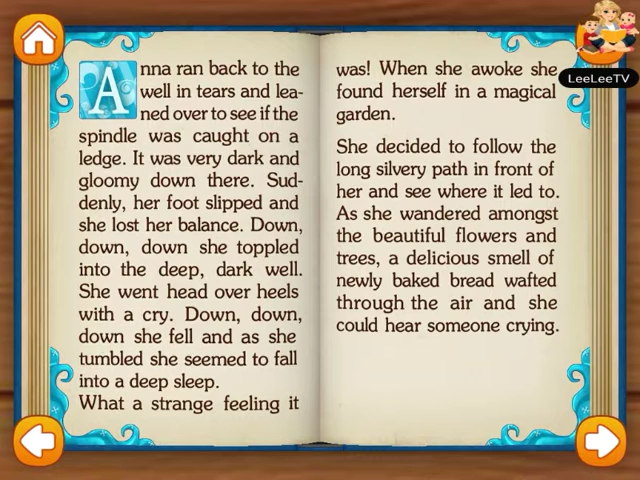 Anna ran back to the
well in tears and lea-
ned over to see if the
spindle was caught on a
ledge. It was very dark and
gloomy down there. Sud-
denly, her foot slipped and
she lost her balance. Down,
down, down she toppled
into the deep, dark well.
She went head over heels
with a cry. Down, down,
down she fell and as she
tumbled she seemed to fall
into a deep sleep.
What a strange feeling it
was! When she awoke she
found herself in a magical
garden.
She decided to follow the
long silvery path in front of
her and see where it led to.
As she wandered amongst
the beautiful flowers and
trees, a delicious smell of
newly baked bread wafted
through the air and she
could hear someone crying.
LeeLeeTV